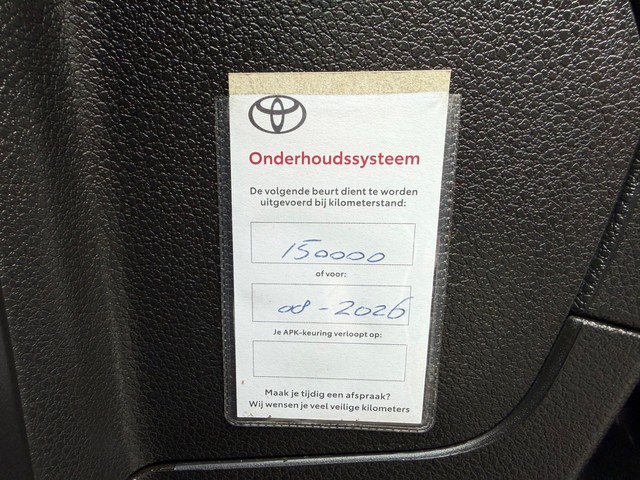 Onderhoudssysteem
De volgende beurt dient te worden
uitgevoerd bij kilometerstand:
150000
of voor:
08-2026
Je APK-keuring verloopt op:
Maak je tijdig een afspraak?
Wij wensen je veel veilige kilometers